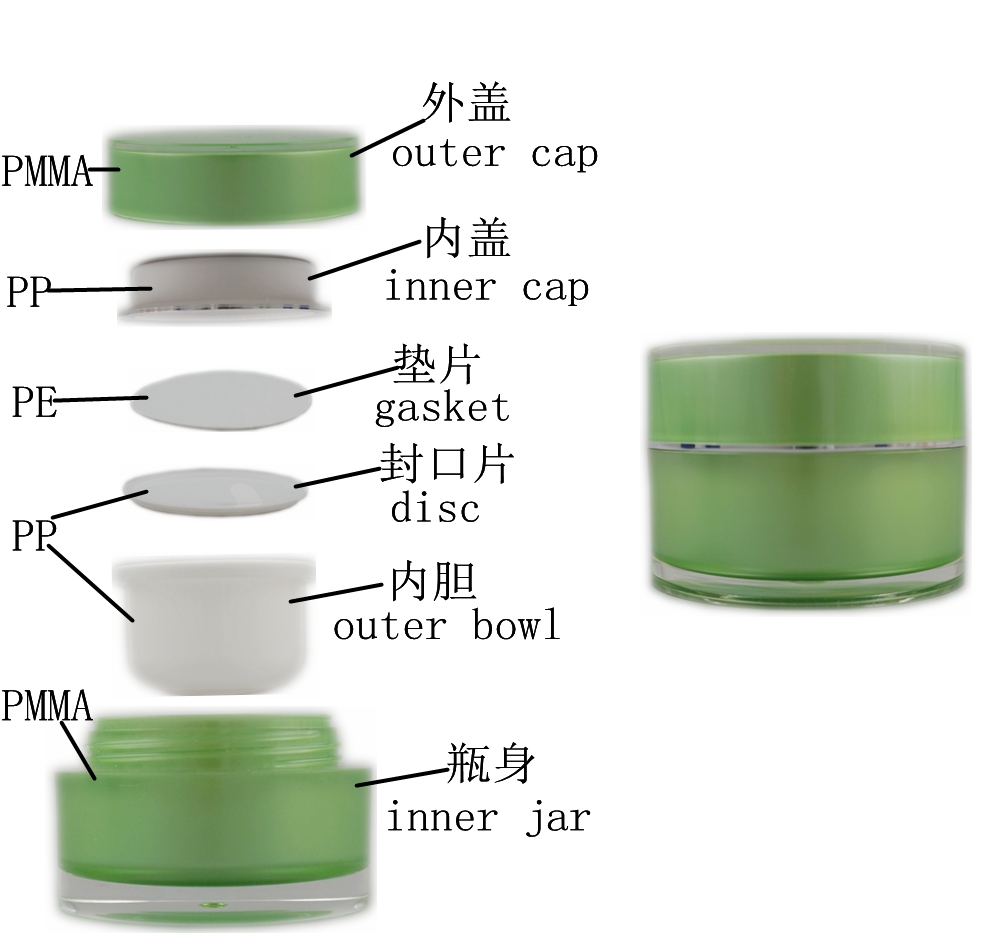 外盖
outer cap
PMMA
内盖
inner cap
PP
垫片
gasket
PE
封口片
disc
PP
内胆
outer bowl
PMMA
瓶身
inner jar